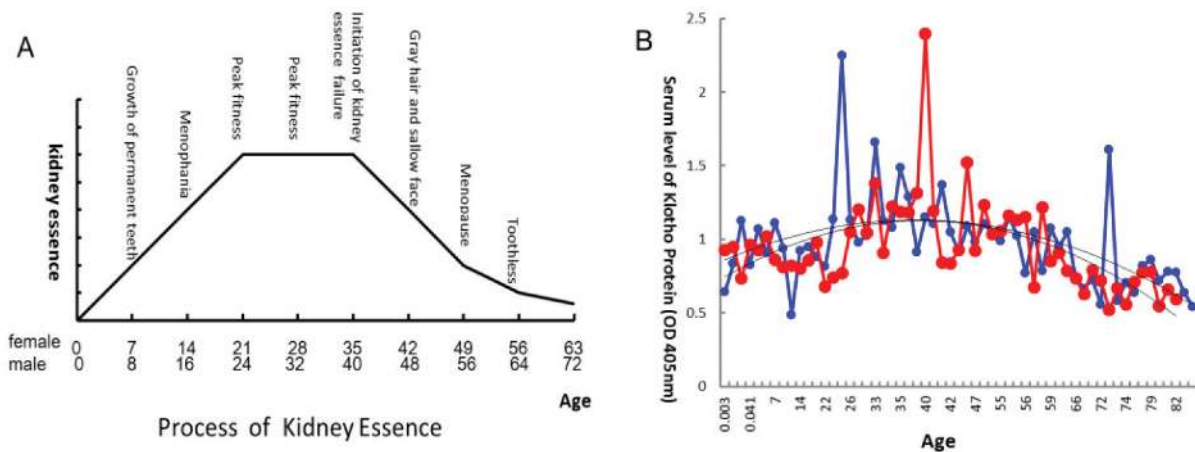 A
kidney essence
Growth of permanent teeth
Menophania
Peak fitness
Peak fitness
Initiation of kidney
essence failure
Gray hair and sallow face
Menopause
Toothless
female 0 7 14 21 28 35 42 49 56 63
male 0 8 16 24 32 40 48 56 64 72
Age
Process of Kidney Essence
B
Serum level of Klotho Protein (OD 405nm)
2.5
2
1.5
1
0.5
0
0.003 0.041 7 14 22 26 33 35 40 42 47 55 56 59 66 72 74 79 82
Age